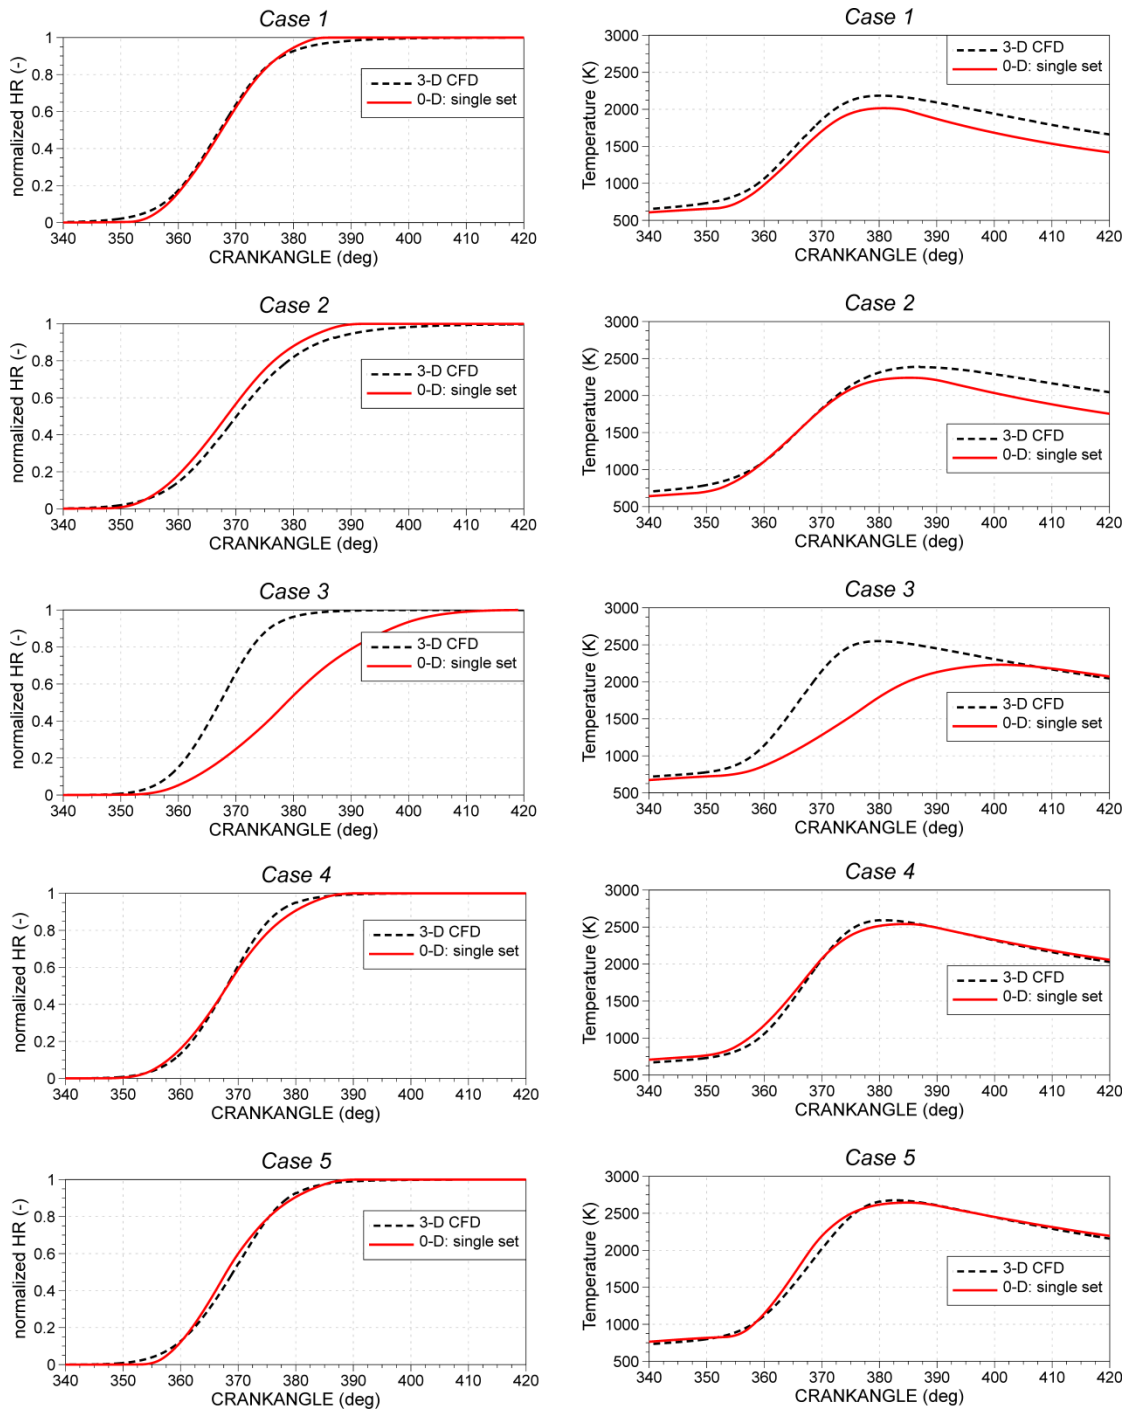 Case 1
normalized HR (-)
1
0.8
0.6
0.4
0.2
0
3-D CFD
0-D: single set
340 350 360 370 380 390 400 410 420
CRANKANGLE (deg)
Case 1
Temperature (K)
3000
2500
2000
1500
1000
500
3-D CFD
0-D: single set
340 350 360 370 380 390 400 410 420
CRANKANGLE (deg)
Case 2
normalized HR (-)
1
0.8
0.6
0.4
0.2
0
3-D CFD
0-D: single set
340 350 360 370 380 390 400 410 420
CRANKANGLE (deg)
Case 2
Temperature (K)
3000
2500
2000
1500
1000
500
3-D CFD
0-D: single set
340 350 360 370 380 390 400 410 420
CRANKANGLE (deg)
Case 3
normalized HR (-)
1
0.8
0.6
0.4
0.2
0
3-D CFD
0-D: single set
340 350 360 370 380 390 400 410 420
CRANKANGLE (deg)
Case 3
Temperature (K)
3000
2500
2000
1500
1000
500
3-D CFD
0-D: single set
340 350 360 370 380 390 400 410 420
CRANKANGLE (deg)
Case 4
normalized HR (-)
1
0.8
0.6
0.4
0.2
0
3-D CFD
0-D: single set
340 350 360 370 380 390 400 410 420
CRANKANGLE (deg)
Case 4
Temperature (K)
3000
2500
2000
1500
1000
500
3-D CFD
0-D: single set
340 350 360 370 380 390 400 410 420
CRANKANGLE (deg)
Case 5
normalized HR (-)
1
0.8
0.6
0.4
0.2
0
3-D CFD
0-D: single set
340 350 360 370 380 390 400 410 420
CRANKANGLE (deg)
Case 5
Temperature (K)
3000
2500
2000
1500
1000
500
3-D CFD
0-D: single set
340 350 360 370 380 390 400 410 420
CRANKANGLE (deg)